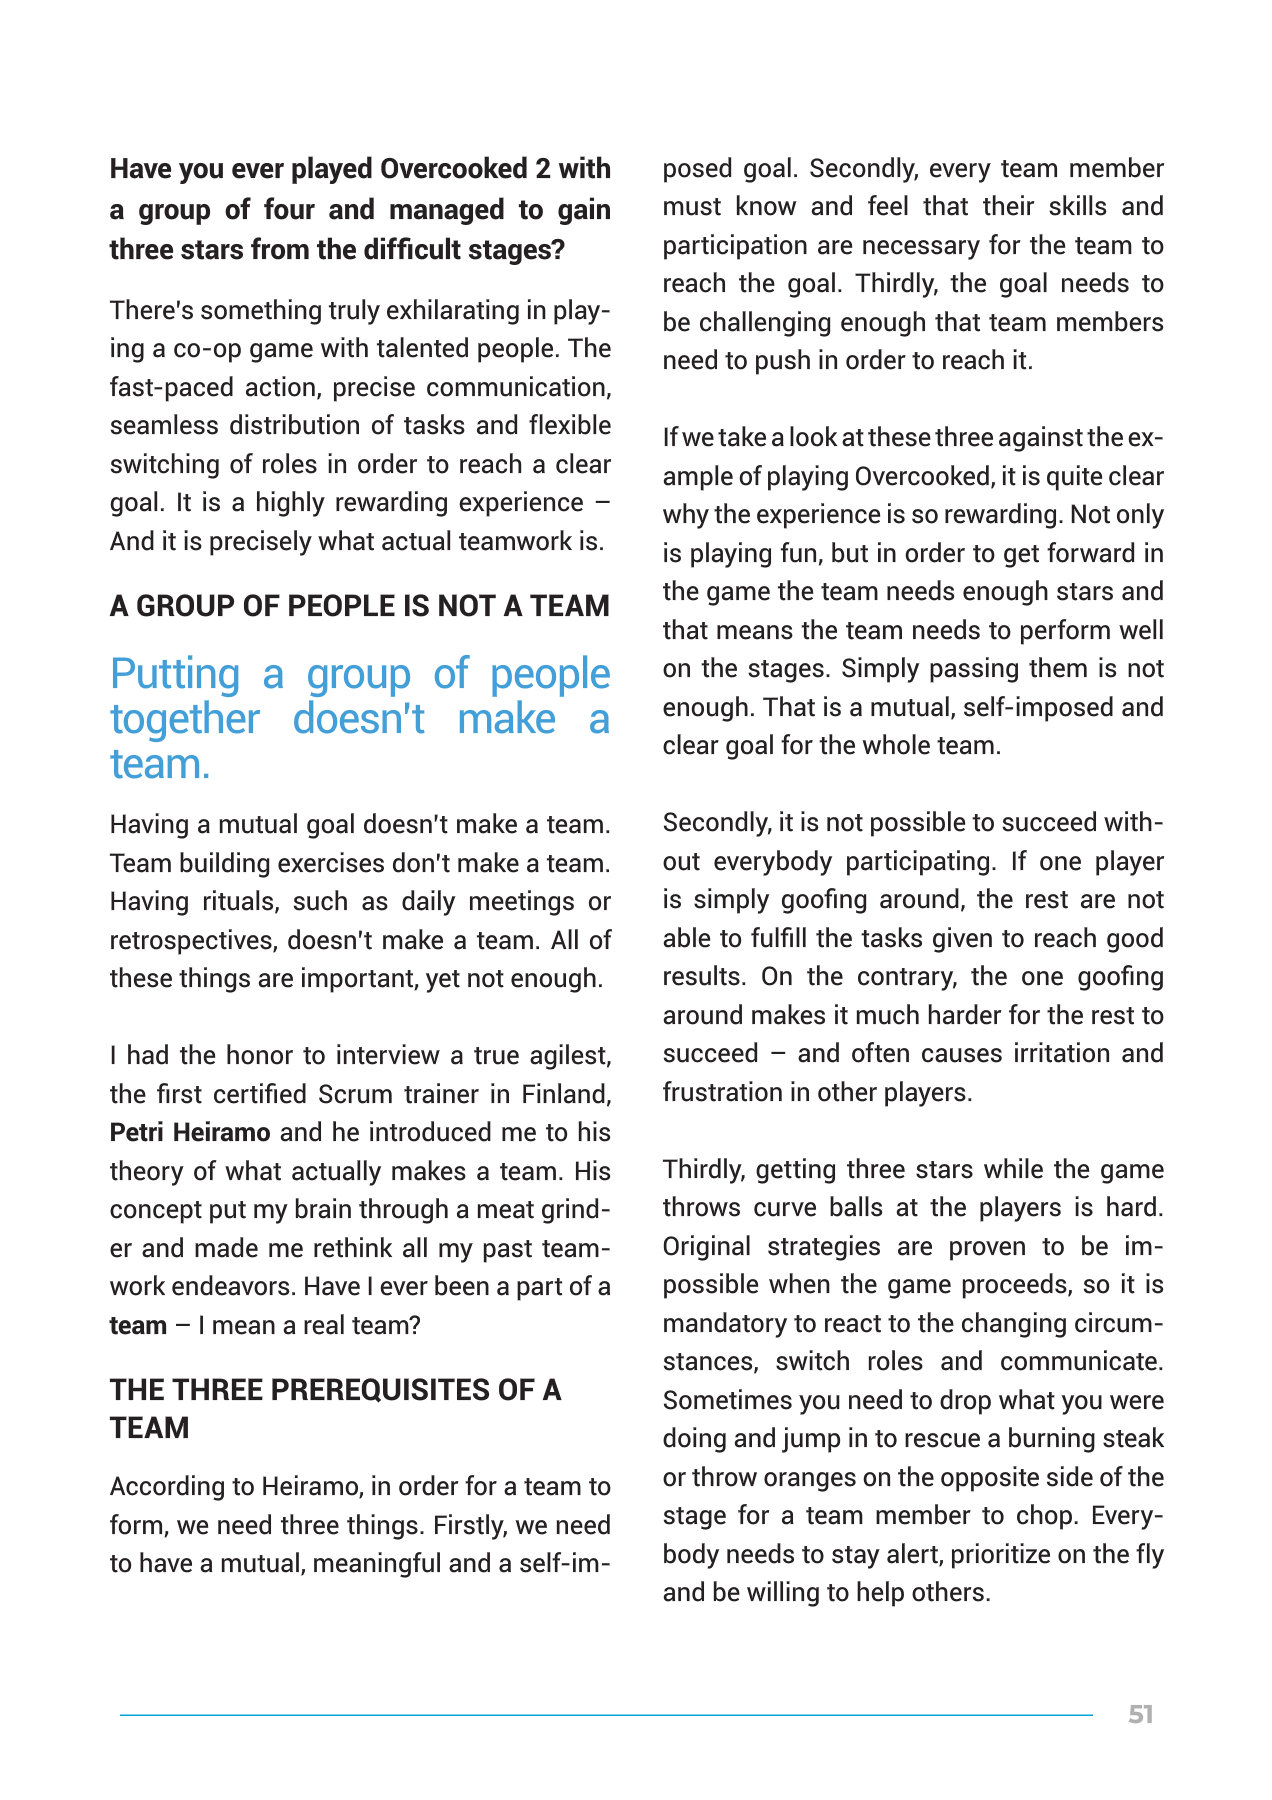 Have you ever played Overcooked 2 with
a group of four and managed to gain
three stars from the difficult stages?
There's something truly exhilarating in play-
ing a co-op game with talented people. The
fast-paced action, precise communication,
seamless distribution of tasks and flexible
switching of roles in order to reach a clear
goal. It is a highly rewarding experience –
And it is precisely what actual teamwork is.
A GROUP OF PEOPLE IS NOT A TEAM
Putting a group of people
together doesn't make a
team.
Having a mutual goal doesn't make a team.
Team building exercises don't make a team.
Having rituals, such as daily meetings or
retrospectives, doesn't make a team. All of
these things are important, yet not enough.
I had the honor to interview a true agilest,
the first certified Scrum trainer in Finland,
Petri Heiramo and he introduced me to his
theory of what actually makes a team. His
concept put my brain through a meat grind-
er and made me rethink all my past team-
work endeavors. Have I ever been a part of a
team – I mean a real team?
THE THREE PREREQUISITES OF A
TEAM
According to Heiramo, in order for a team to
form, we need three things. Firstly, we need
to have a mutual, meaningful and a self-im-
posed goal. Secondly, every team member
must know and feel that their skills and
participation are necessary for the team to
reach the goal. Thirdly, the goal needs to
be challenging enough that team members
need to push in order to reach it.
If we take a look at these three against the ex-
ample of playing Overcooked, it is quite clear
why the experience is so rewarding. Not only
is playing fun, but in order to get forward in
the game the team needs enough stars and
that means the team needs to perform well
on the stages. Simply passing them is not
enough. That is a mutual, self-imposed and
clear goal for the whole team.
Secondly, it is not possible to succeed with-
out everybody participating. If one player
is simply goofing around, the rest are not
able to fulfill the tasks given to reach good
results. On the contrary, the one goofing
around makes it much harder for the rest to
succeed – and often causes irritation and
frustration in other players.
Thirdly, getting three stars while the game
throws curve balls at the players is hard.
Original strategies are proven to be im-
possible when the game proceeds, so it is
mandatory to react to the changing circum-
stances, switch roles and communicate.
Sometimes you need to drop what you were
doing and jump in to rescue a burning steak
or throw oranges on the opposite side of the
stage for a team member to chop. Every-
body needs to stay alert, prioritize on the fly
and be willing to help others.
51